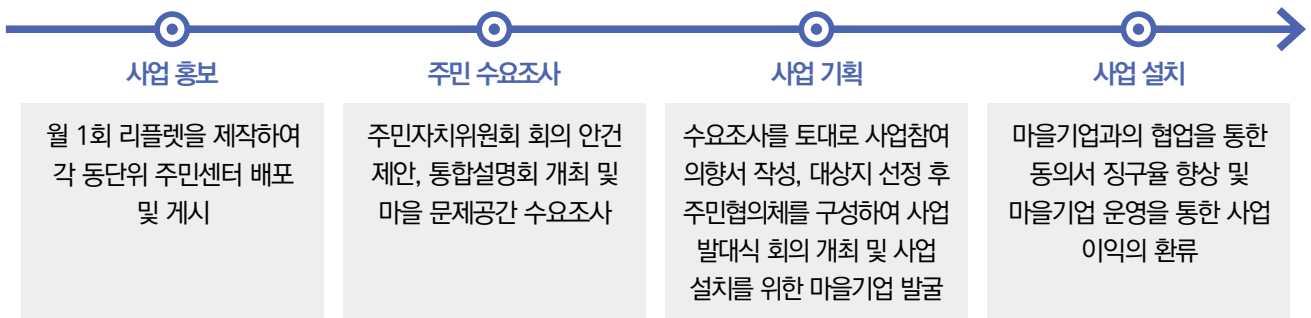 사업 홍보
월 1회 리플렛을 제작하여
각 동단위 주민센터 배포
및 게시
주민 수요조사
주민자치위원회 회의 안건
제안, 통합설명회 개최 및
마을 문제공간 수요조사
사업 기획
수요조사를 토대로 사업참여
의향서 작성, 대상지 선정 후
주민협의체를 구성하여 사업
발대식 회의 개최 및 사업
설치를 위한 마을기업 발굴
사업 설치
마을기업과의 협업을 통한
동의서 징구율 향상 및
마을기업 운영을 통한 사업
이익의 환류